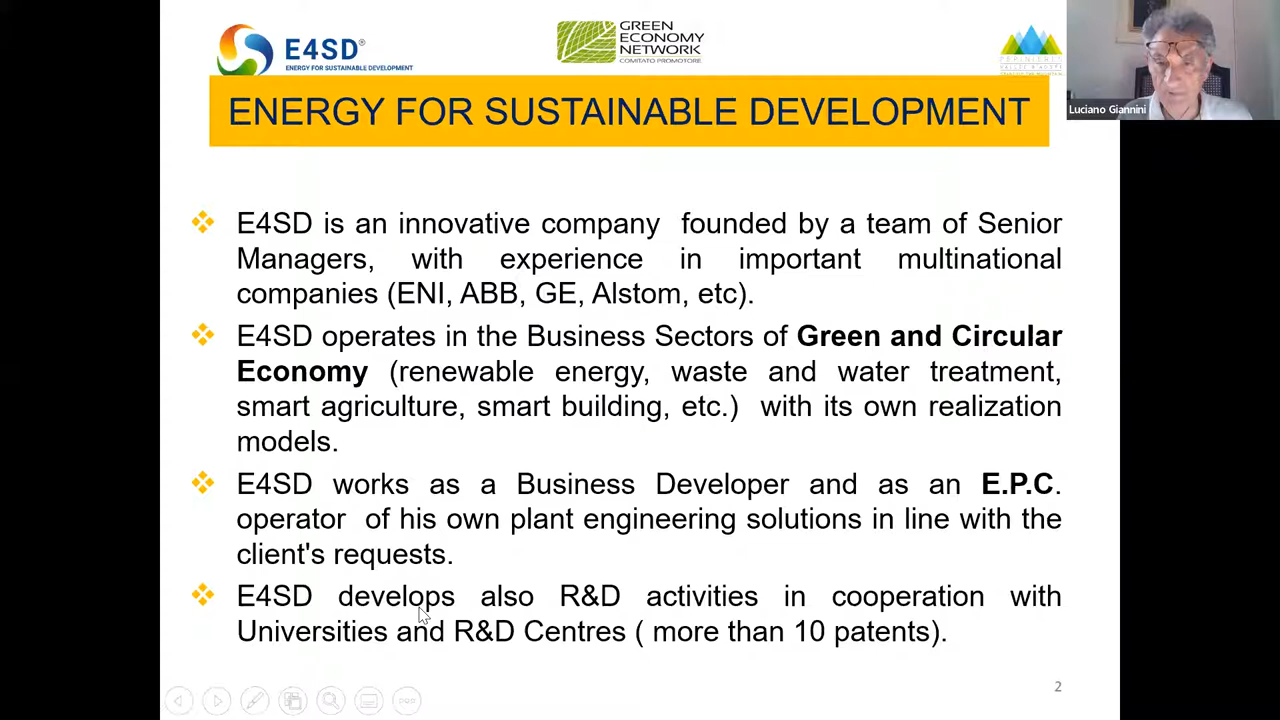 E4SD®
ENERGY FOR SUSTAINABLE DEVELOPMENT
GREEN
ECONOMY
NETWORK
COMITATO PROMOTORE
Luciano Giannini
ENERGY FOR SUSTAINABLE DEVELOPMENT
E4SD is an innovative company founded by a team of Senior
Managers, with experience in important multinational
companies (ENI, ABB, GE, Alstom, etc).
E4SD operates in the Business Sectors of Green and Circular
Economy (renewable energy, waste and water treatment,
smart agriculture, smart building, etc.) with its own realization
models.
E4SD works as a Business Developer and as an E.P.C.
operator of his own plant engineering solutions in line with the
client's requests.
E4SD develops also R&D activities in cooperation with
Universities and R&D Centres ( more than 10 patents).
2